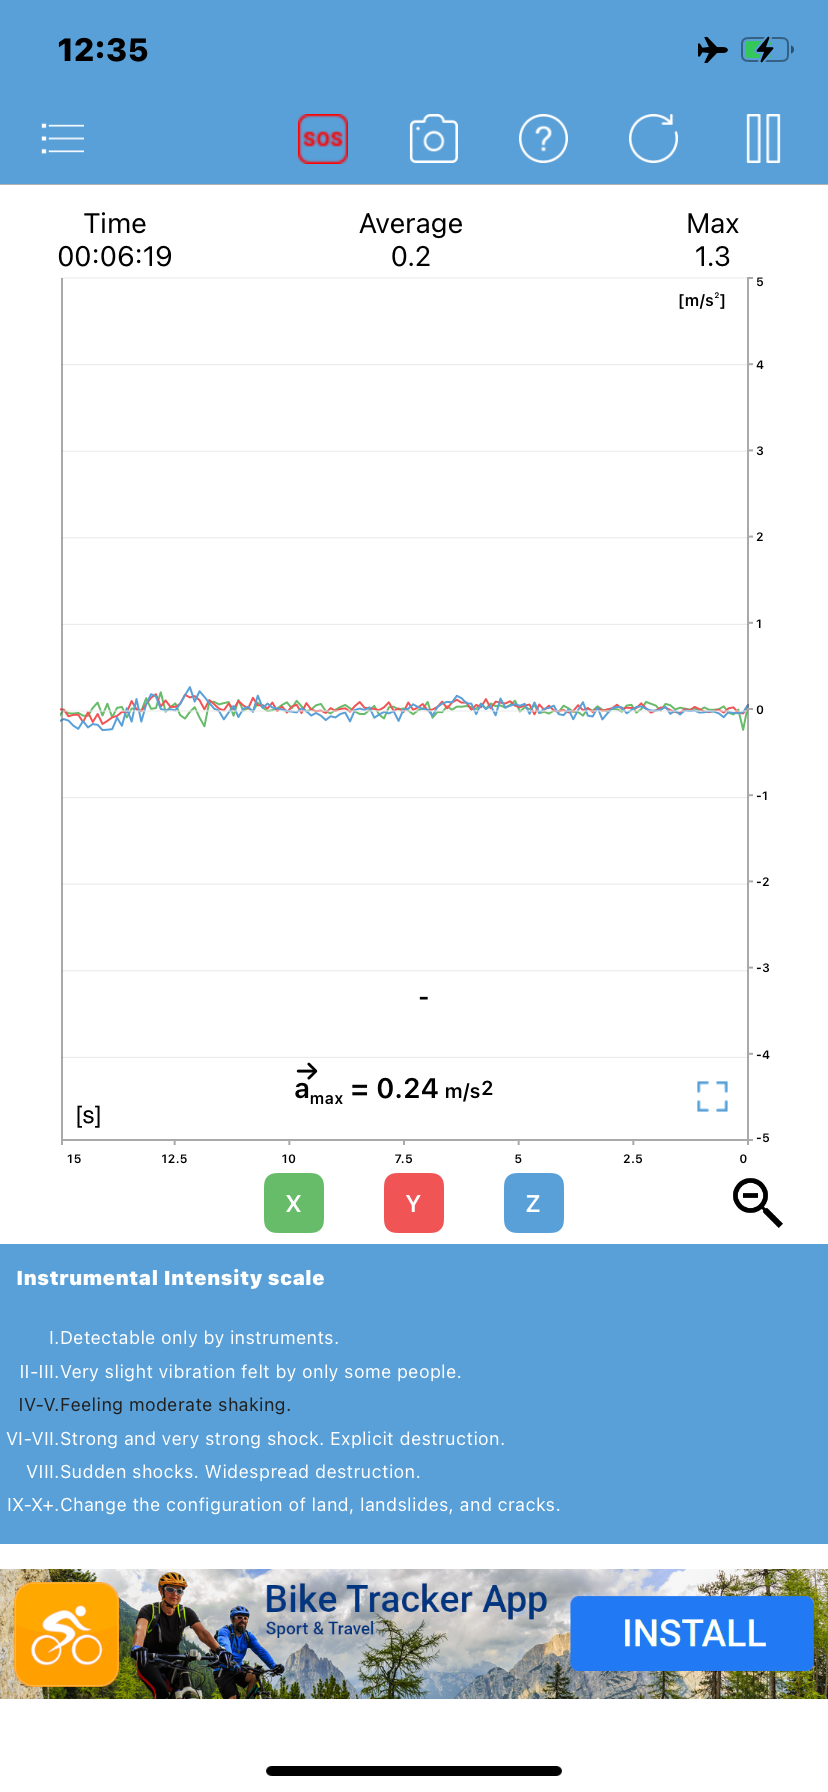 12:35
SOS
?
Time Average Max
00:06:19 0.2 1.3
[m/s²]
5
4
3
2
1
0
-1
-2
-3
-
-4
a max = 0.24 m/s2
[s]
-5
15 12.5 10 7.5 5 2.5 0
X Y Z
Instrumental Intensity scale
I.Detectable only by instruments.
II-III.Very slight vibration felt by only some people.
IV-V.Feeling moderate shaking.
VI-VII.Strong and very strong shock. Explicit destruction.
VIII.Sudden shocks. Widespread destruction.
IX-X+.Change the configuration of land, landslides, and cracks.
Bike Tracker App
Sport & Travel
INSTALL